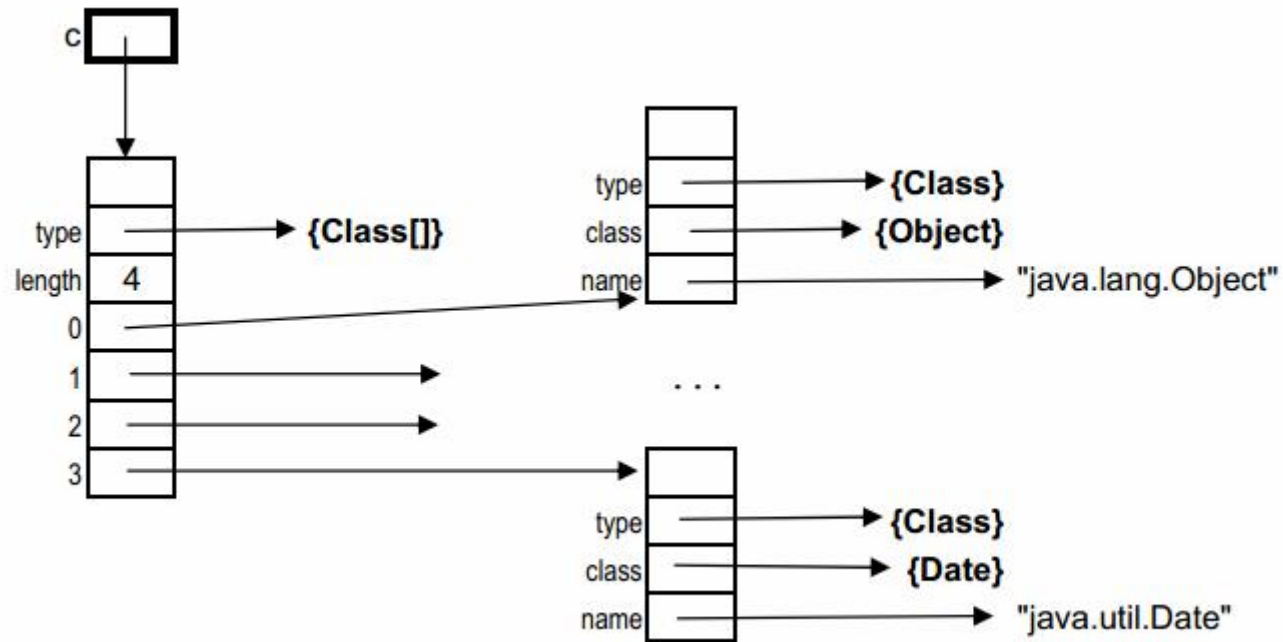 c
type
{Class[]}
length
4
0
1
2
3
type
{Class}
class
{Object}
name
"java.lang.Object"
. . .
type
{Class}
class
{Date}
name
"java.util.Date"